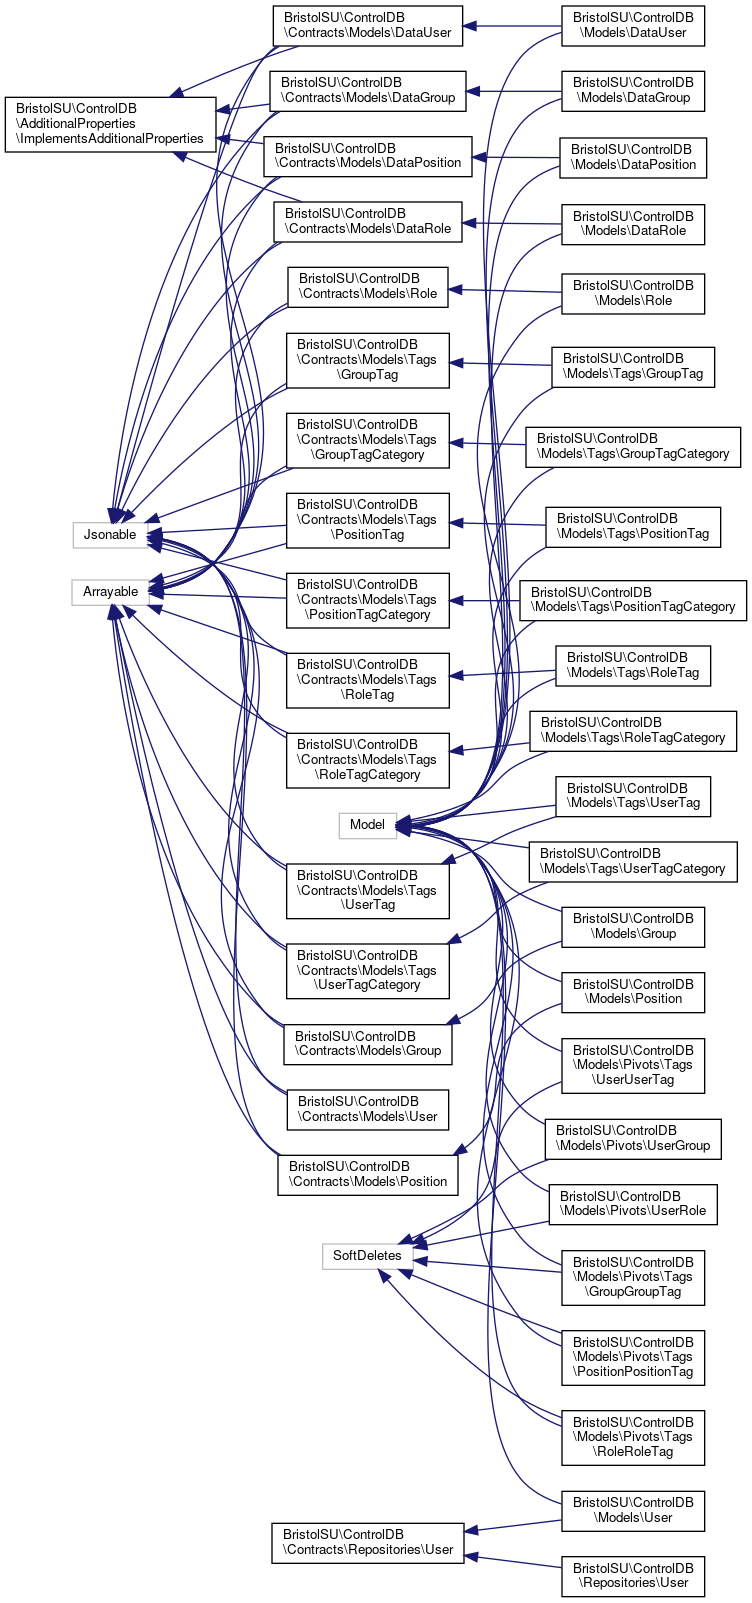 BristolSU\ControlDB
\AdditionalProperties
\ImplementsAdditionalProperties
Jsonable
Arrayable
BristolSU\ControlDB
\Contracts\Models\DataUser
BristolSU\ControlDB
\Contracts\Models\DataGroup
BristolSU\ControlDB
\Contracts\Models\DataPosition
BristolSU\ControlDB
\Contracts\Models\DataRole
BristolSU\ControlDB
\Contracts\Models\Role
BristolSU\ControlDB
\Contracts\Models\Tags
\GroupTag
BristolSU\ControlDB
\Contracts\Models\Tags
\GroupTagCategory
BristolSU\ControlDB
\Contracts\Models\Tags
\PositionTag
BristolSU\ControlDB
\Contracts\Models\Tags
\PositionTagCategory
BristolSU\ControlDB
\Contracts\Models\Tags
\RoleTag
BristolSU\ControlDB
\Contracts\Models\Tags
\RoleTagCategory
Model
BristolSU\ControlDB
\Contracts\Models\Tags
\UserTag
BristolSU\ControlDB
\Contracts\Models\Tags
\UserTagCategory
BristolSU\ControlDB
\Contracts\Models\Group
BristolSU\ControlDB
\Contracts\Models\User
BristolSU\ControlDB
\Contracts\Models\Position
SoftDeletes
BristolSU\ControlDB
\Contracts\Repositories\User
BristolSU\ControlDB
\Models\DataUser
BristolSU\ControlDB
\Models\DataGroup
BristolSU\ControlDB
\Models\DataPosition
BristolSU\ControlDB
\Models\DataRole
BristolSU\ControlDB
\Models\Role
BristolSU\ControlDB
\Models\Tags\GroupTag
BristolSU\ControlDB
\Models\Tags\GroupTagCategory
BristolSU\ControlDB
\Models\Tags\PositionTag
BristolSU\ControlDB
\Models\Tags\PositionTagCategory
BristolSU\ControlDB
\Models\Tags\RoleTag
BristolSU\ControlDB
\Models\Tags\RoleTagCategory
BristolSU\ControlDB
\Models\Tags\UserTag
BristolSU\ControlDB
\Models\Tags\UserTagCategory
BristolSU\ControlDB
\Models\Group
BristolSU\ControlDB
\Models\Position
BristolSU\ControlDB
\Models\Pivots\Tags
\UserUserTag
BristolSU\ControlDB
\Models\Pivots\UserGroup
BristolSU\ControlDB
\Models\Pivots\UserRole
BristolSU\ControlDB
\Models\Pivots\Tags
\GroupGroupTag
BristolSU\ControlDB
\Models\Pivots\Tags
\PositionPositionTag
BristolSU\ControlDB
\Models\Pivots\Tags
\RoleRoleTag
BristolSU\ControlDB
\Models\User
BristolSU\ControlDB
\Repositories\User